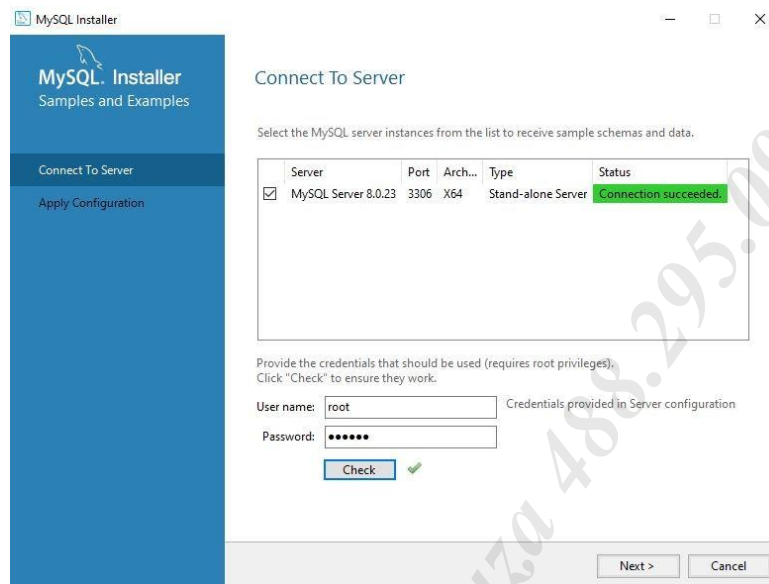 MySQL Installer
MySQL. Installer
Samples and Examples
Connect To Server
Apply Configuration
Connect To Server
Select the MySQL server instances from the list to receive sample schemas and data.
Server Port Arch... Type Status
MySQL Server 8.0.23 3306 X64 Stand-alone Server Connection succeeded.
Provide the credentials that should be used (requires root privileges).
Click "Check" to ensure they work.
User name: root Credentials provided in Server configuration
Password: ●●●●●●
Check
Next > Cancel